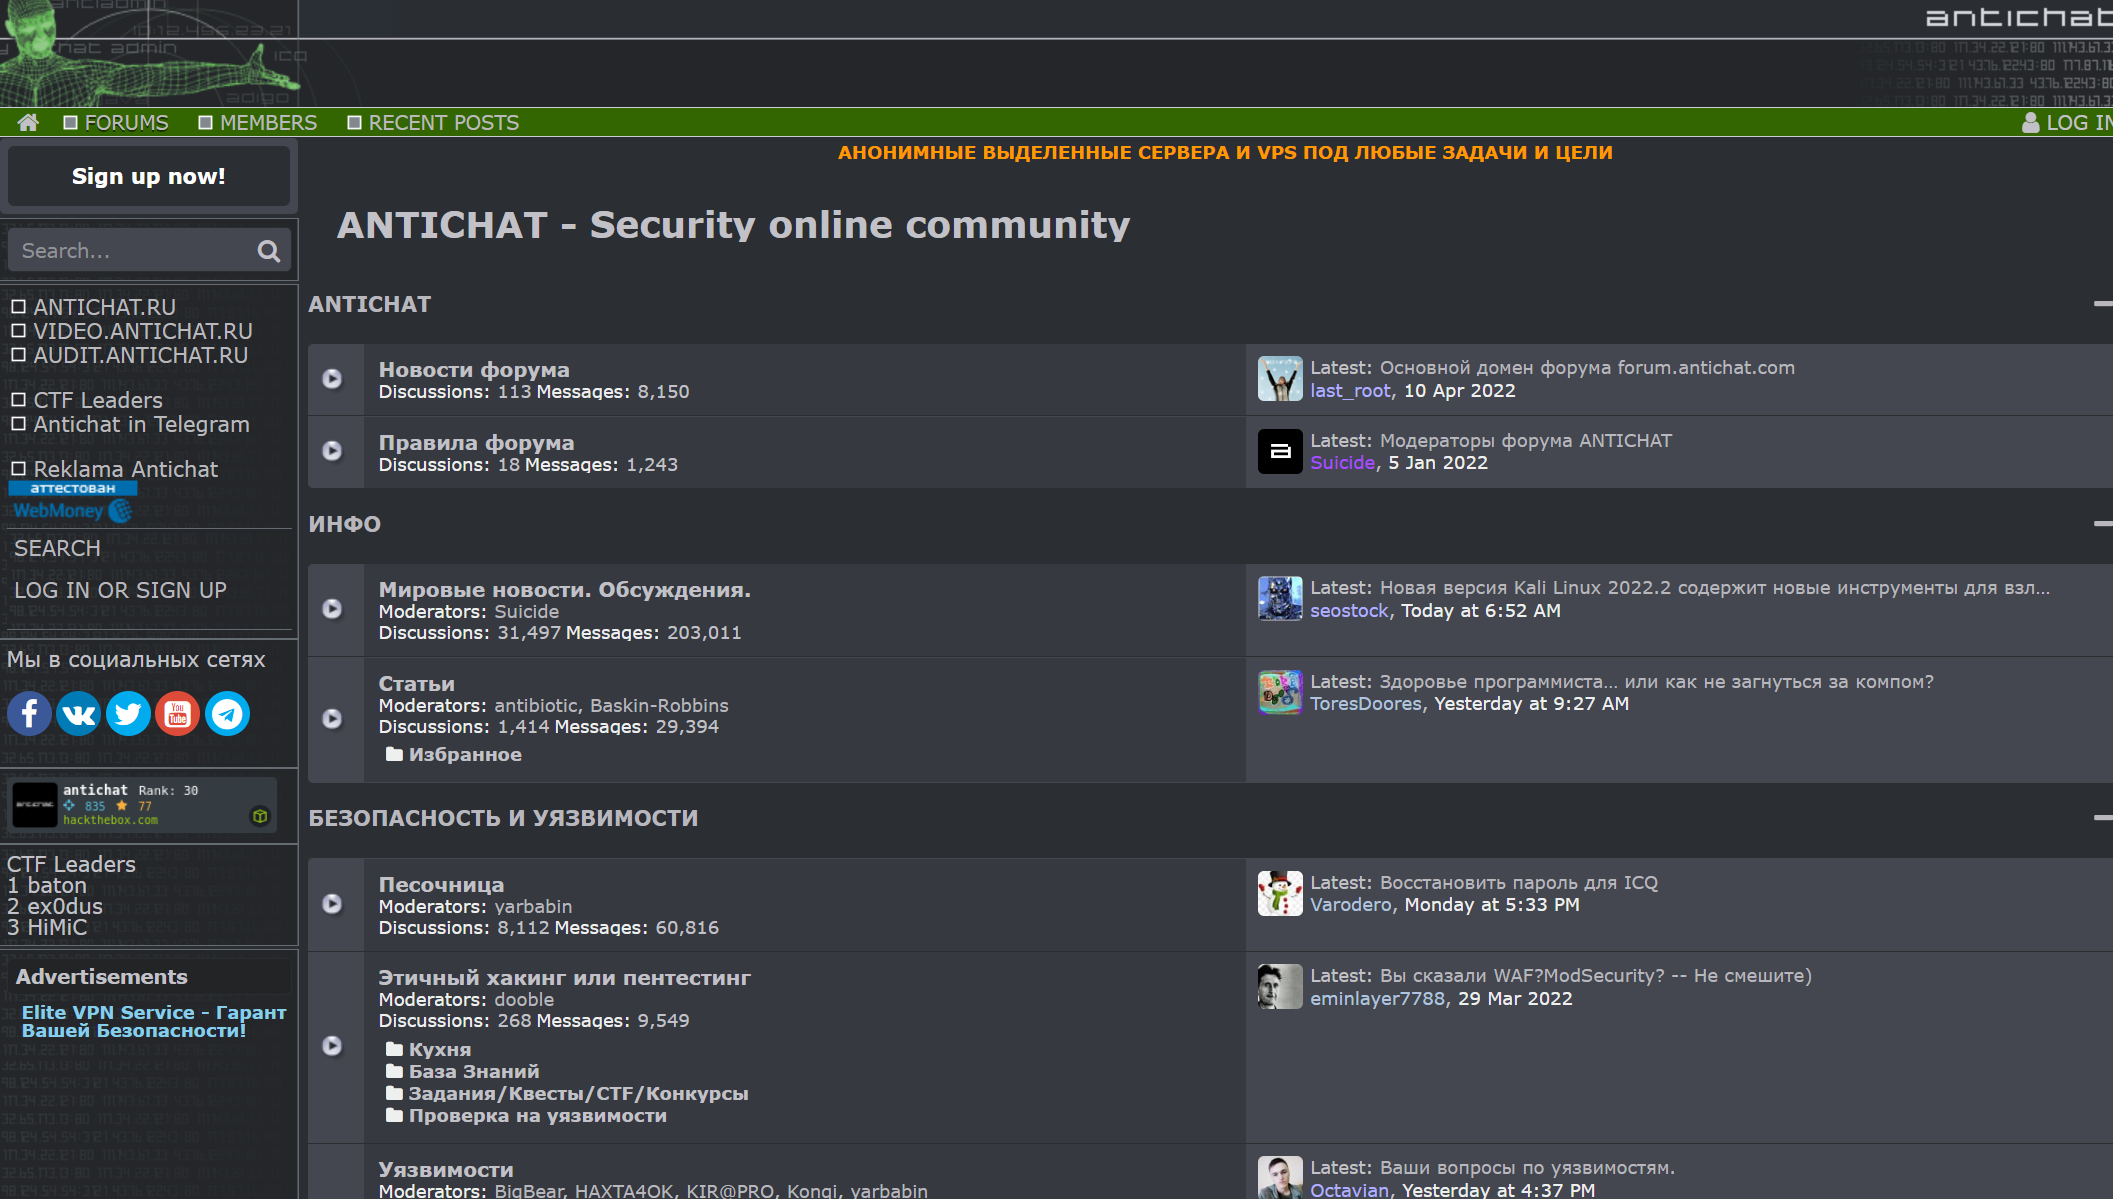 antichat
FORUMS
MEMBERS
RECENT POSTS
LOG IN
Sign up now!
Search...
ANTICHAT.RU
VIDEO.ANTICHAT.RU
AUDIT.ANTICHAT.RU
CTF Leaders
Antichat in Telegram
Reklama Antichat
аттестован
WebMoney
SEARCH
LOG IN OR SIGN UP
Мы в социальных сетях
You
Tube
antichat Rank: 30
835 77
hackthebox.com
CTF Leaders
1 baton
2 ex0dus
3 HiMiC
Advertisements
Elite VPN Service - Гарант
Вашей Безопасности!
АНОНИМНЫЕ ВЫДЕЛЕННЫЕ СЕРВЕРА И VPS ПОД ЛЮБЫЕ ЗАДАЧИ И ЦЕЛИ
ANTICHAT - Security online community
ANTICHAT
Новости форума
Discussions: 113 Messages: 8,150
Latest: Основной домен форума forum.antichat.com
last_root, 10 Apr 2022
Правила форума
Discussions: 18 Messages: 1,243
Latest: Модераторы форума ANTICHAT
Suicide, 5 Jan 2022
ИНФО
Мировые новости. Обсуждения.
Moderators: Suicide
Discussions: 31,497 Messages: 203,011
Latest: Новая версия Kali Linux 2022.2 содержит новые инструменты для взл...
seostock, Today at 6:52 AM
Статьи
Moderators: antibiotic, Baskin-Robbins
Discussions: 1,414 Messages: 29,394
Избранное
Latest: Здоровье программиста... или как не загнуться за компом?
ToresDoores, Yesterday at 9:27 AM
БЕЗОПАСНОСТЬ И УЯЗВИМОСТИ
Песочница
Moderators: yarbabin
Discussions: 8,112 Messages: 60,816
Latest: Восстановить пароль для ICQ
Varodero, Monday at 5:33 PM
Этичный хакинг или пентестинг
Moderators: dooble
Discussions: 268 Messages: 9,549
Кухня
База Знаний
Задания/Квесты/CTF/Конкурсы
Проверка на уязвимости
Latest: Вы сказали WAF?ModSecurity? -- Не смешите)
eminlayer7788, 29 Mar 2022
Уязвимости
Moderators: BigBear, HAXTA4OK, KIR@PRO, Konqi, yarbabin
Latest: Ваши вопросы по уязвимостям.
Octavian, Yesterday at 4:37 PM